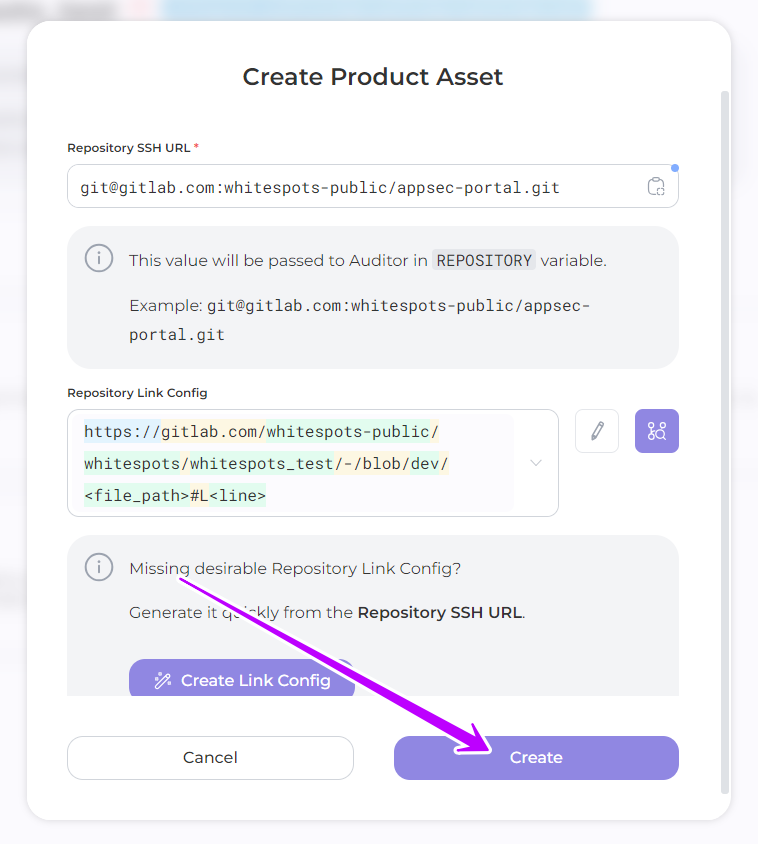 Create Product Asset
Repository SSH URL *
git@gitlab.com:whitespots-public/appsec-portal.git
This value will be passed to Auditor in REPOSITORY variable.
Example: git@gitlab.com:whitespots-public/appsec-
portal.git
Repository Link Config
https://gitlab.com/whitespots-public/
whitespots/whitespots_test/-/blob/dev/
<file_path>#L<line>
Missing desirable Repository Link Config?
Generate it quickly from the Repository SSH URL.
Create Link Config
Cancel
Create